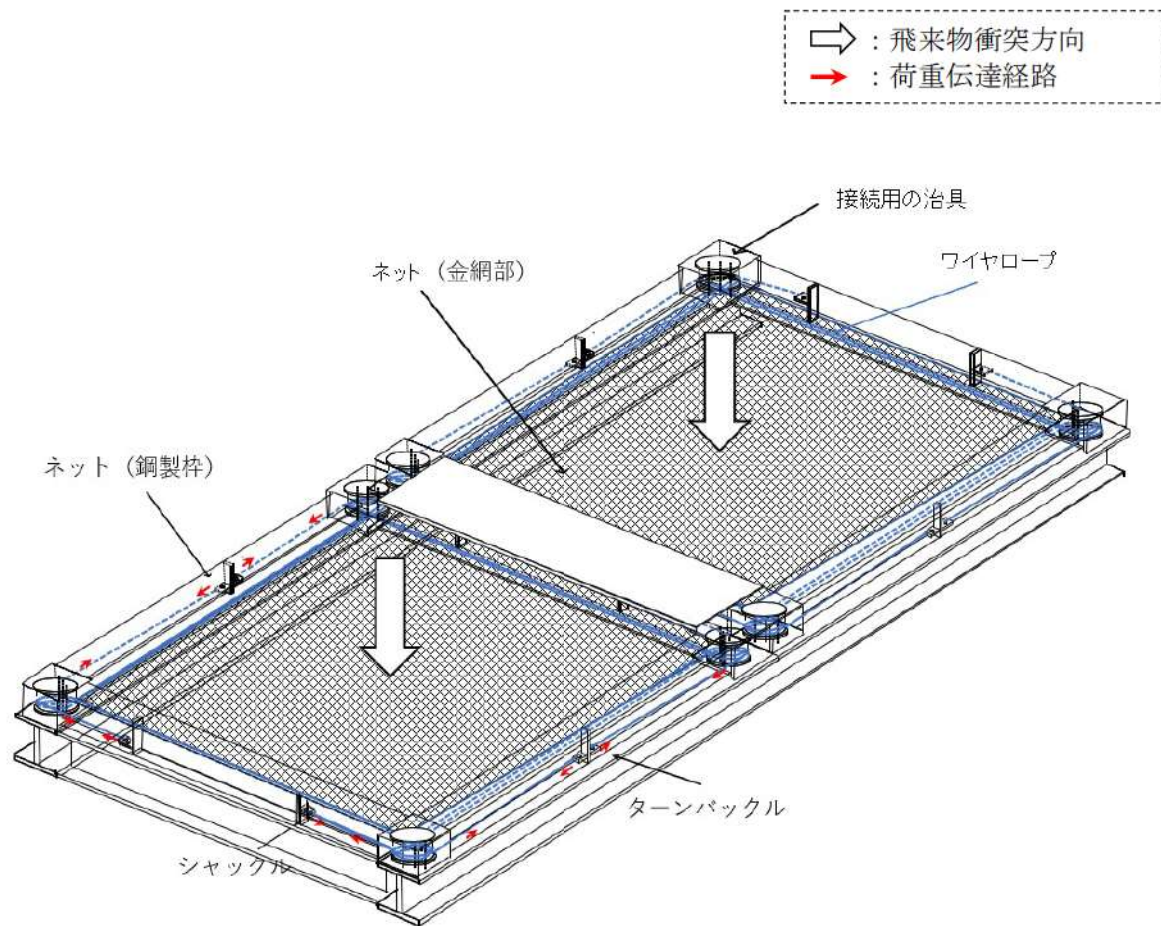 ：飛来物衝突方向
：荷重伝達経路
接続用の治具
ネット（金網部）
ワイヤロープ
ネット（鋼製枠）
ターンバックル
シャックル